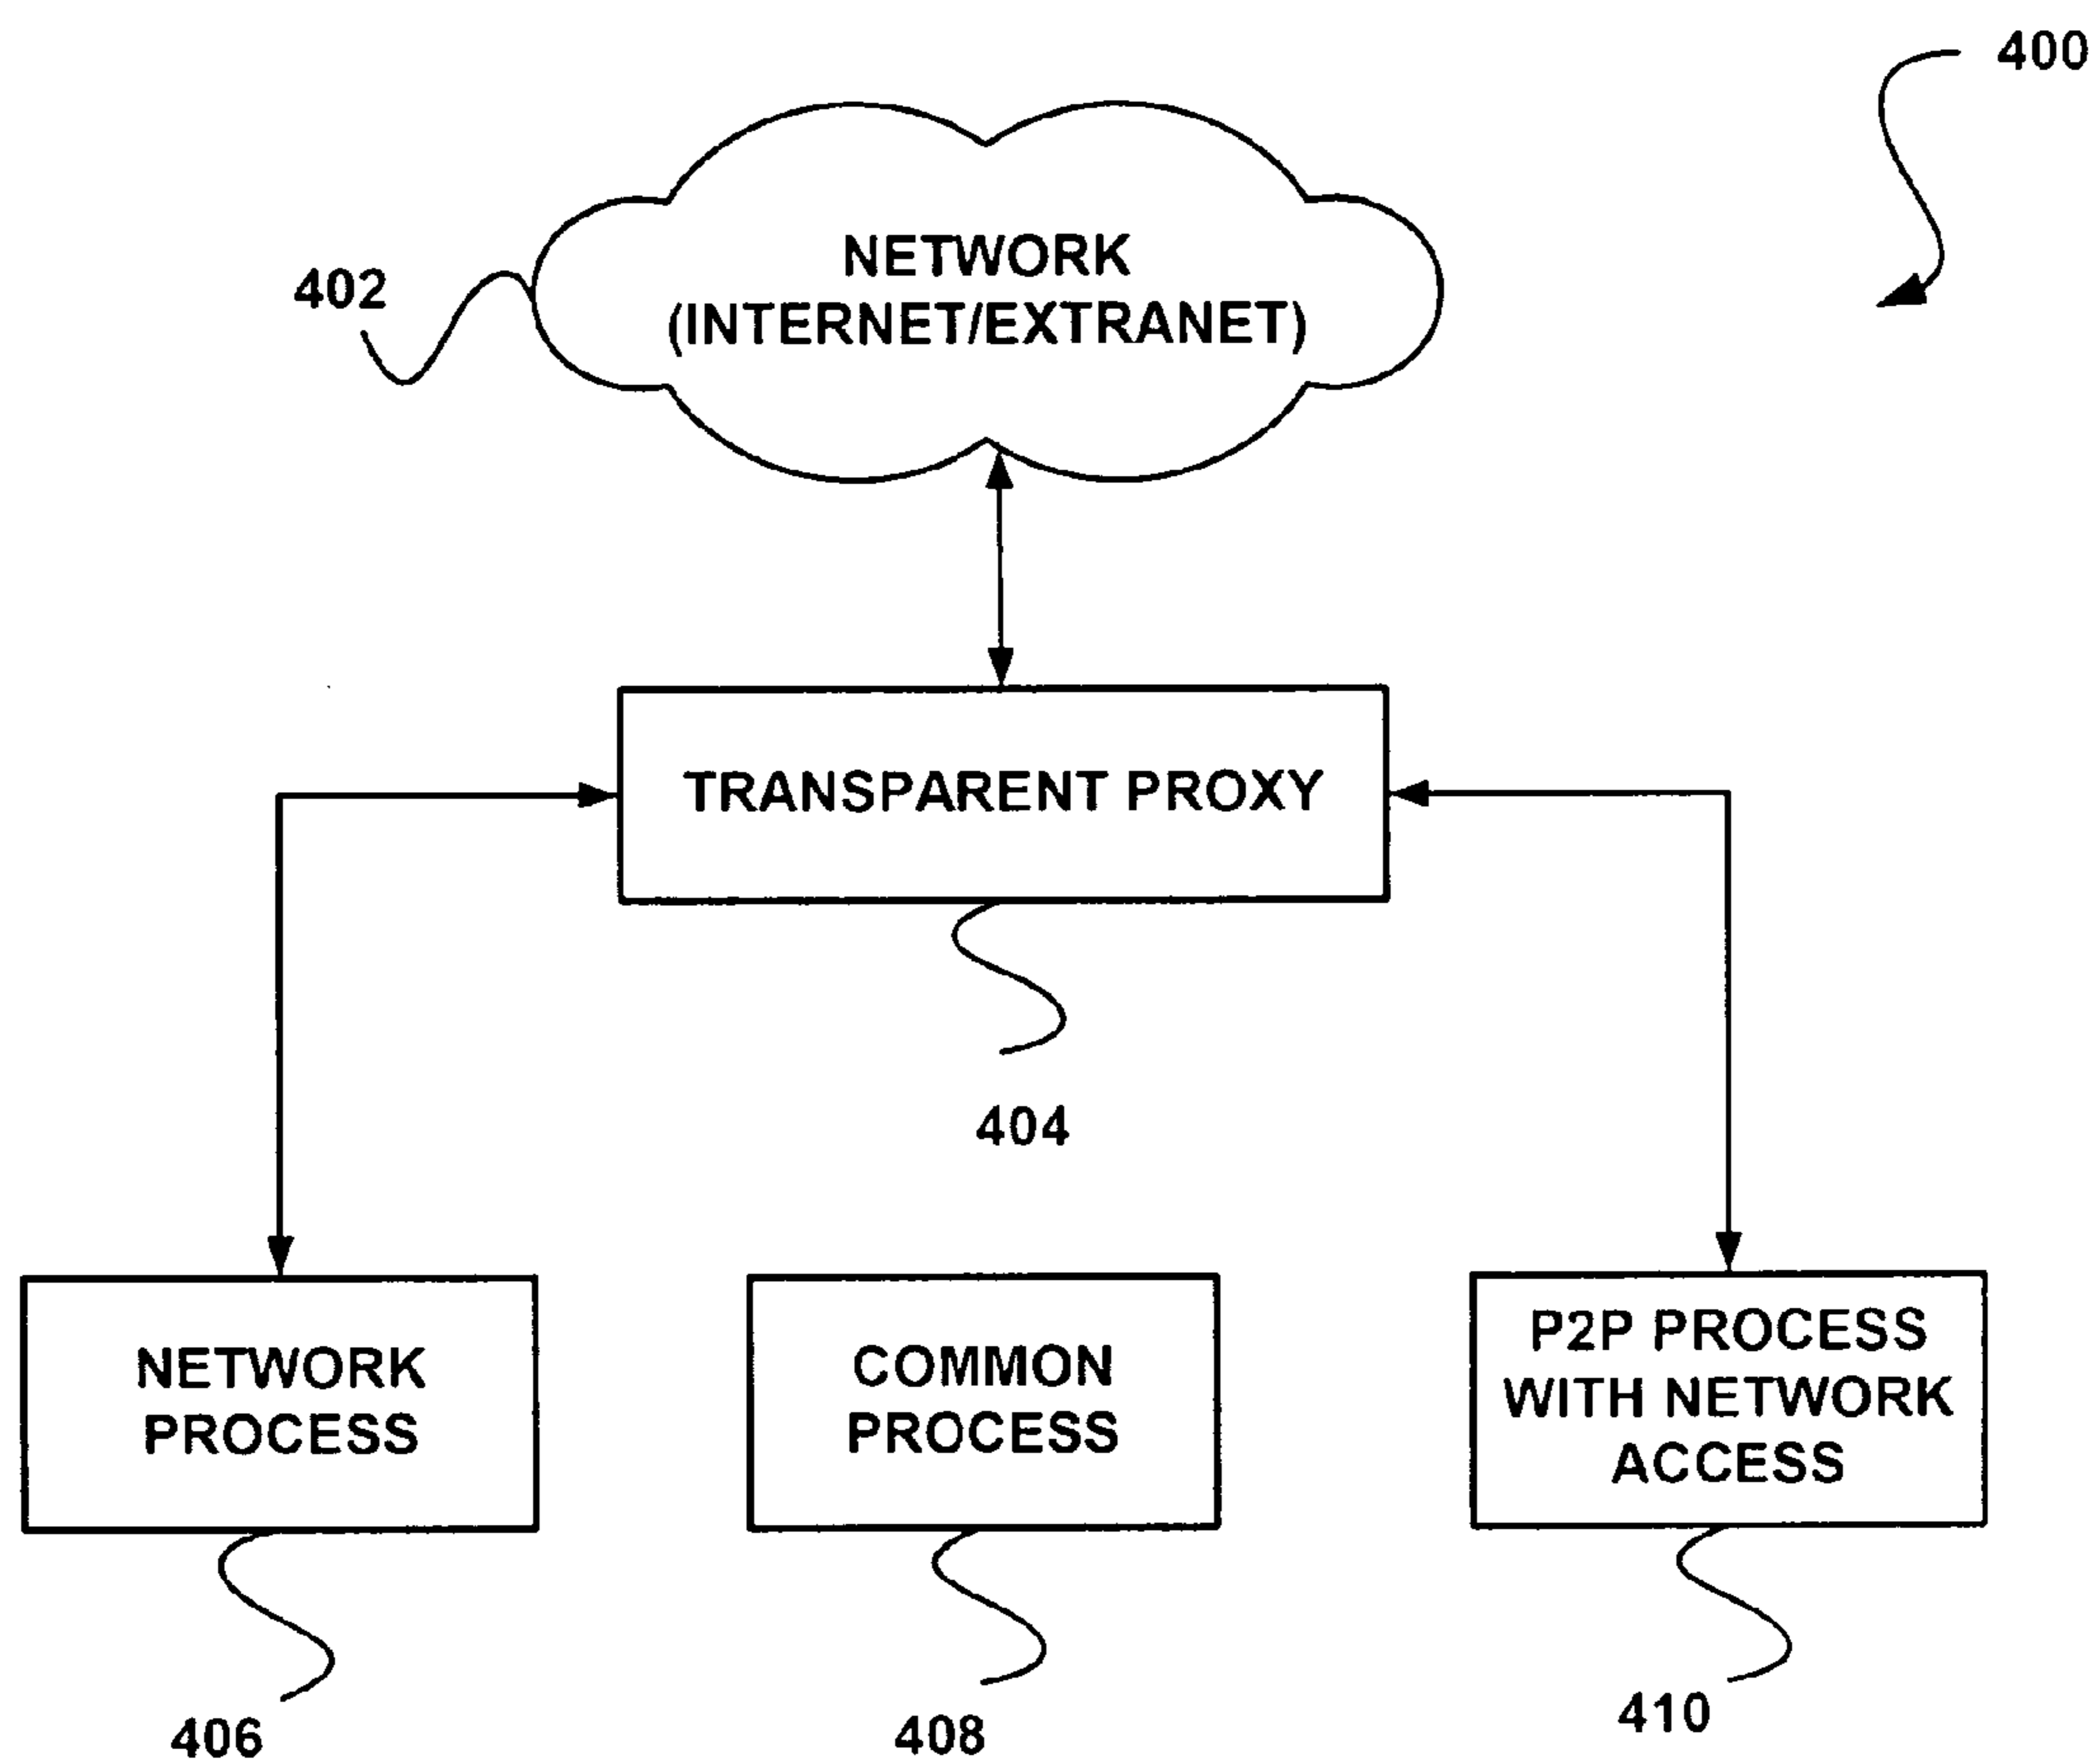 400
NETWORK
(INTERNET/EXTRANET)
402
TRANSPARENT PROXY
404
NETWORK
PROCESS
COMMON
PROCESS
P2P PROCESS
WITH NETWORK
ACCESS
406
408
410